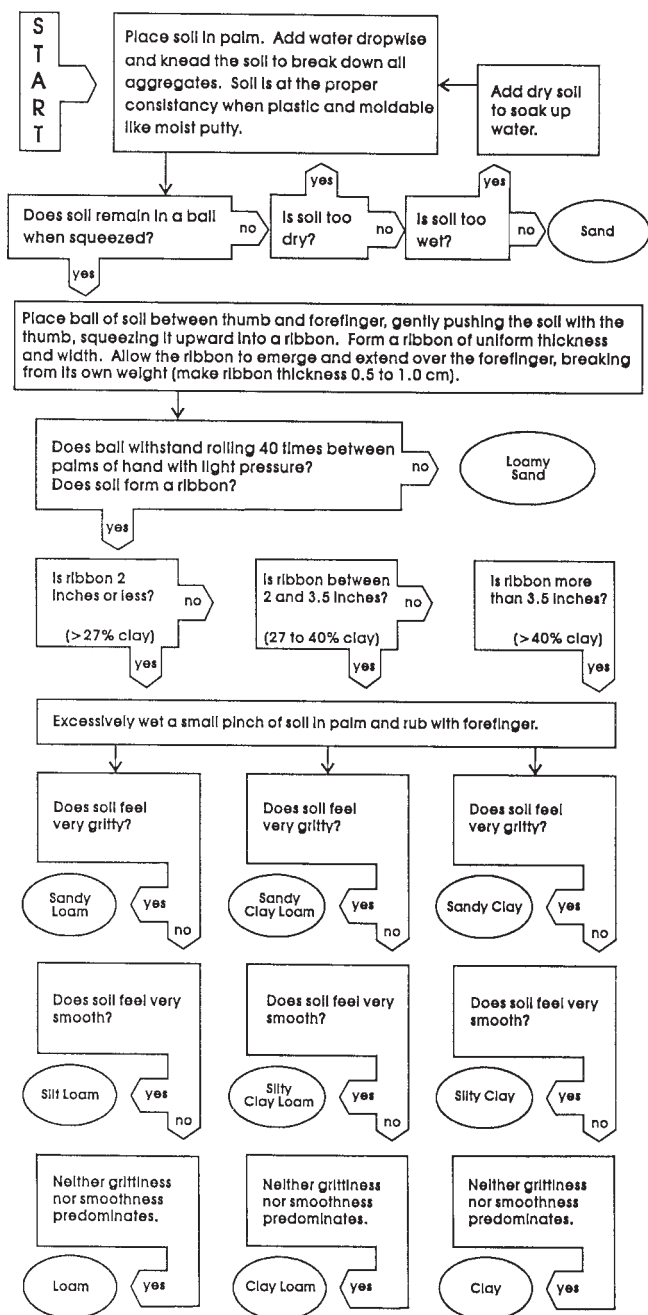 START
Place soil in palm. Add water dropwise
and knead the soil to break down all
aggregates. Soil is at the proper
consistancy when plastic and moldable
like moist putty.
Add dry soil
to soak up
water.
yes
yes
Does soil remain in a ball
when squeezed?
no
Is soil too
dry?
no
Is soil too
wet?
no
Sand
yes
Place ball of soil between thumb and forefinger, gently pushing the soil with the
thumb, squeezing it upward into a ribbon. Form a ribbon of uniform thickness
and width. Allow the ribbon to emerge and extend over the forefinger, breaking
from its own weight (make ribbon thickness 0.5 to 1.0 cm).
Does ball withstand rolling 40 times between
palms of hand with light pressure?
Does soil form a ribbon?
no
Loamy
Sand
yes
Is ribbon 2
inches or less?
(>27% clay)
no
yes
Is ribbon between
2 and 3.5 inches?
(27 to 40% clay)
no
yes
Is ribbon more
than 3.5 inches?
(>40% clay)
yes
Excessively wet a small pinch of soil in palm and rub with forefinger.
Does soil feel
very gritty?
Sandy
Loam
yes
no
Does soil feel
very gritty?
Sandy
Clay Loam
yes
no
Does soil feel
very gritty?
Sandy Clay
yes
no
Does soil feel very
smooth?
Silt Loam
yes
no
Does soil feel very
smooth?
Silty
Clay Loam
yes
no
Does soil feel very
smooth?
Silty Clay
yes
no
Neither grittiness
nor smoothness
predominates.
Loam
yes
Neither grittiness
nor smoothness
predominates.
Clay Loam
yes
Neither grittiness
nor smoothness
predominates.
Clay
yes